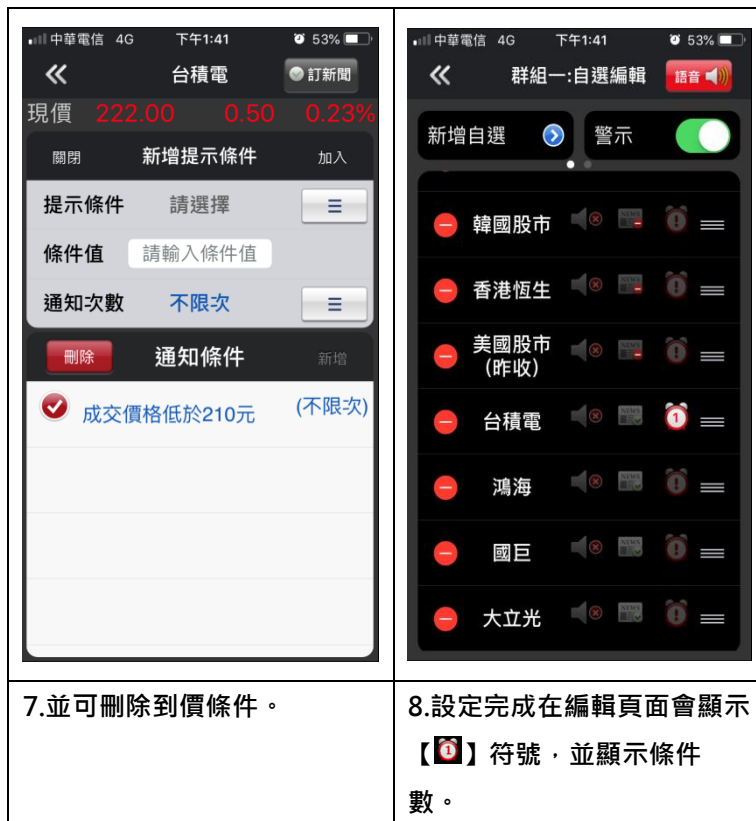 中華電信 4G 下午1:41 53%
台積電 訂新聞
現價 222.00 0.50 0.23%
關閉 新增提示條件 加入
提示條件 請選擇
條件值 請輸入條件值
通知次數 不限次
刪除 通知條件 新增
成交價格低於210元 (不限次)
7.並可刪除到價條件。
中華電信 4G 下午1:41 53%
群組一:自選編輯 語音
新增自選 警示
韓國股市
香港恆生
美國股市
(昨收)
台積電 1
鴻海
國巨
大立光
8.設定完成在編輯頁面會顯示
【1】符號，並顯示條件
數。